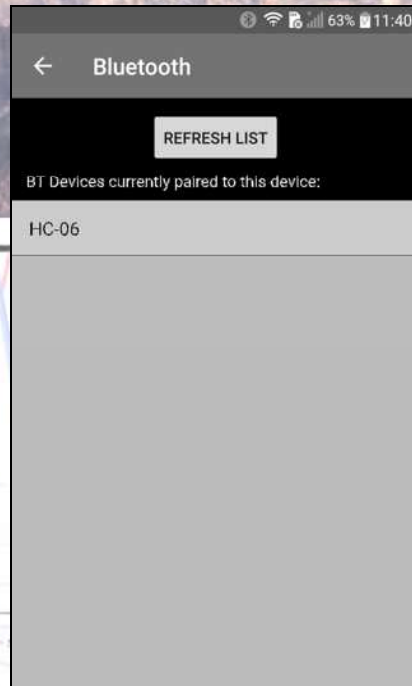 63% 11:40
Bluetooth
REFRESH LIST
BT Devices currently paired to this device:
HC-06